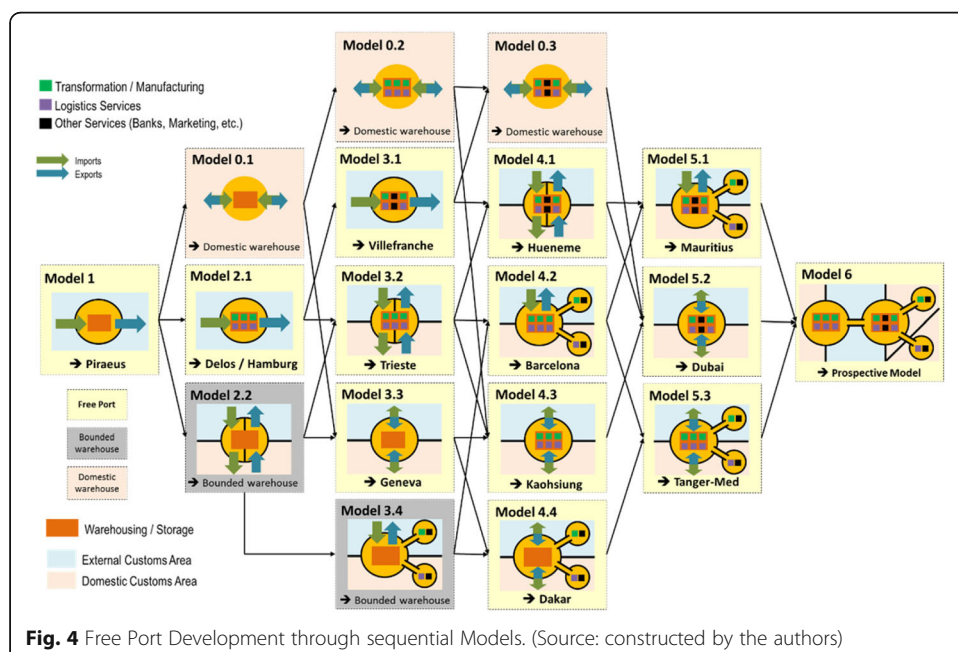 Transformation / Manufacturing
Logistics Services
Other Services (Banks, Marketing, etc.)
Imports
Exports
Model 1
→ Piraeus
Free Port
Bounded
warehouse
Domestic
warehouse
Warehousing / Storage
External Customs Area
Domestic Customs Area
Model 0.1
→ Domestic warehouse
Model 2.1
→ Delos / Hamburg
Model 2.2
→ Bounded warehouse
Model 0.2
→ Domestic warehouse
Model 3.1
→ Villefranche
Model 3.2
→ Trieste
Model 3.3
→ Geneva
Model 3.4
→ Bounded warehouse
Model 0.3
→ Domestic warehouse
Model 4.1
→ Hueneme
Model 4.2
→ Barcelona
Model 4.3
→ Kaohsiung
Model 4.4
→ Dakar
Model 5.1
→ Mauritius
Model 5.2
→ Dubai
Model 5.3
→ Tanger-Med
Model 6
→ Prospective Model
Fig. 4 Free Port Development through sequential Models. (Source: constructed by the authors)